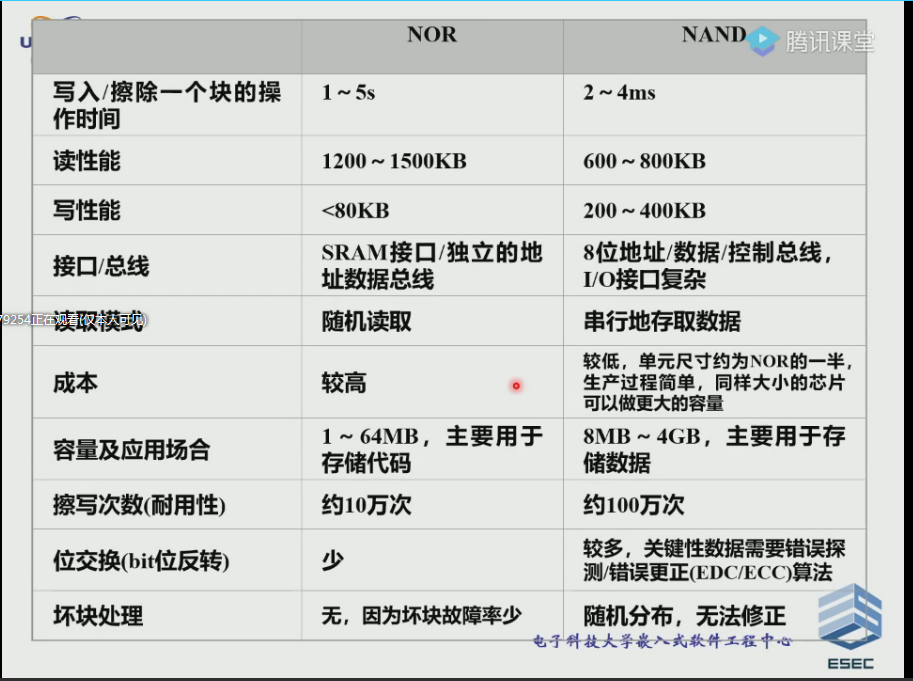 NOR
NAND
腾讯课堂
写入/擦除一个块的操
作时间
1～5s
2～4ms
读性能
1200～1500KB
600～800KB
写性能
<80KB
200～400KB
接口/总线
SRAM接口/独立的地
址数据总线
8位地址/数据/控制总线，
I/O接口复杂
79254正在观看(仅本人可见)
读取模式
随机读取
串行地存取数据
成本
较高
较低，单元尺寸约为NOR的一半，
生产过程简单，同样大小的芯片
可以做更大的容量
容量及应用场合
1～64MB，主要用于
存储代码
8MB～4GB，主要用于存
储数据
擦写次数(耐用性)
约10万次
约100万次
位交换(bit位反转)
少
较多，关键性数据需要错误探
测/错误更正(EDC/ECC)算法
坏块处理
无，因为坏块故障率少
随机分布，无法修正
电子科技大学嵌入式软件工程中心
ESEC